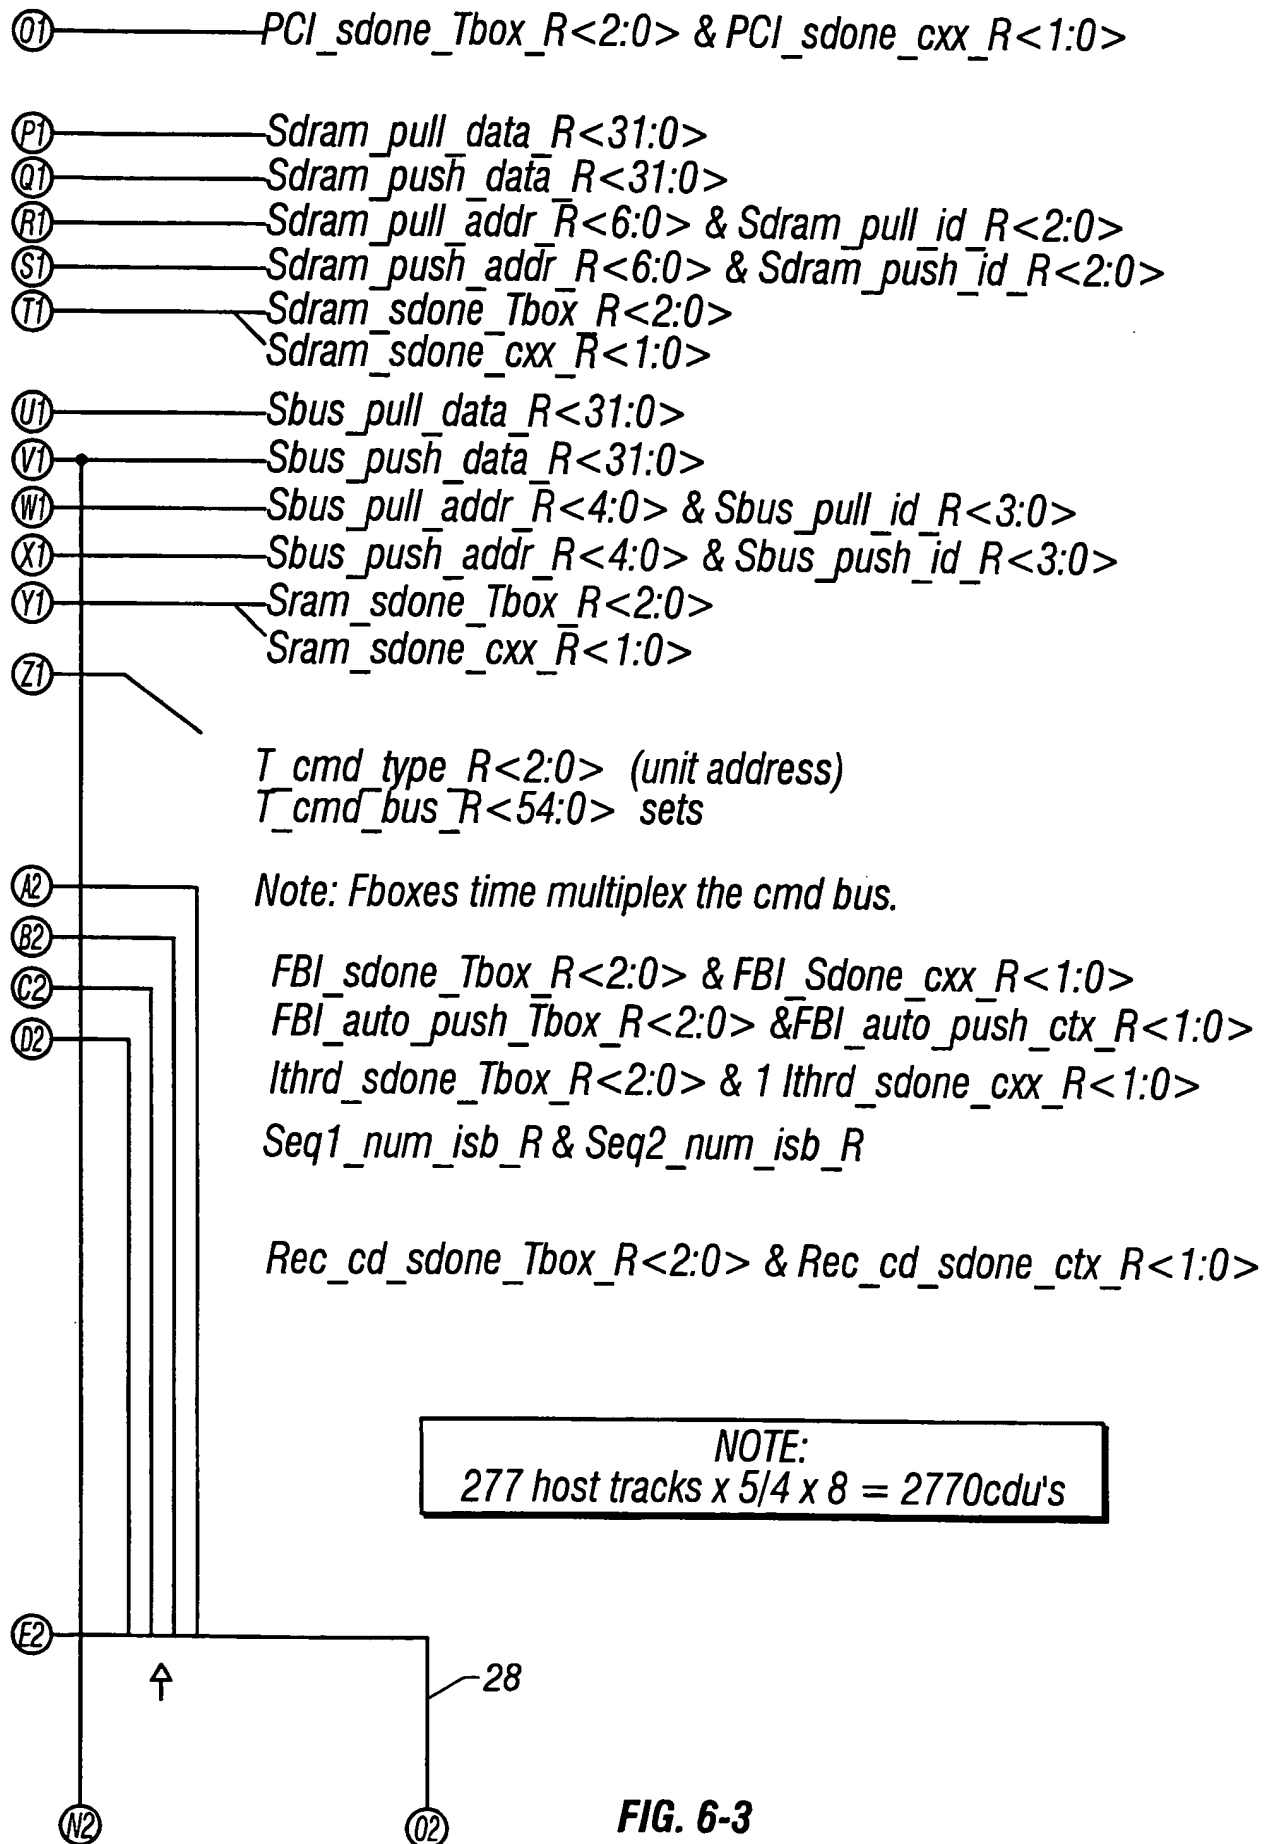 O1 PCI_sdone_Tbox_R<2:0> & PCI_sdone_cxx_R<1:0>
P1 Sdram_pull_data_R<31:0>
Q1 Sdram_push_data_R<31:0>
R1 Sdram_pull_addr_R<6:0> & Sdram_pull_id_R<2:0>
S1 Sdram_push_addr_R<6:0> & Sdram_push_id_R<2:0>
T1 Sdram_sdone_Tbox_R<2:0>
Sdram_sdone_cxx_R<1:0>
U1 Sbus_pull_data_R<31:0>
V1 Sbus_push_data_R<31:0>
W1 Sbus_pull_addr_R<4:0> & Sbus_pull_id_R<3:0>
X1 Sbus_push_addr_R<4:0> & Sbus_push_id_R<3:0>
Y1 Sram_sdone_Tbox_R<2:0>
Sram_sdone_cxx_R<1:0>
Z1
T_cmd_type_R<2:0> (unit address)
T_cmd_bus_R<54:0> sets
A2 Note: Fboxes time multiplex the cmd bus.
B2
FBI_sdone_Tbox_R<2:0> & FBI_Sdone_cxx_R<1:0>
C2
FBI_auto_push_Tbox_R<2:0> &FBI_auto_push_ctx_R<1:0>
D2
Ithrd_sdone_Tbox_R<2:0> & 1 Ithrd_sdone_cxx_R<1:0>
Seq1_num_isb_R & Seq2_num_isb_R
Rec_cd_sdone_Tbox_R<2:0> & Rec_cd_sdone_ctx_R<1:0>
NOTE:
277 host tracks x 5/4 x 8 = 2770cdu's
E2
28
N2
O2
FIG. 6-3